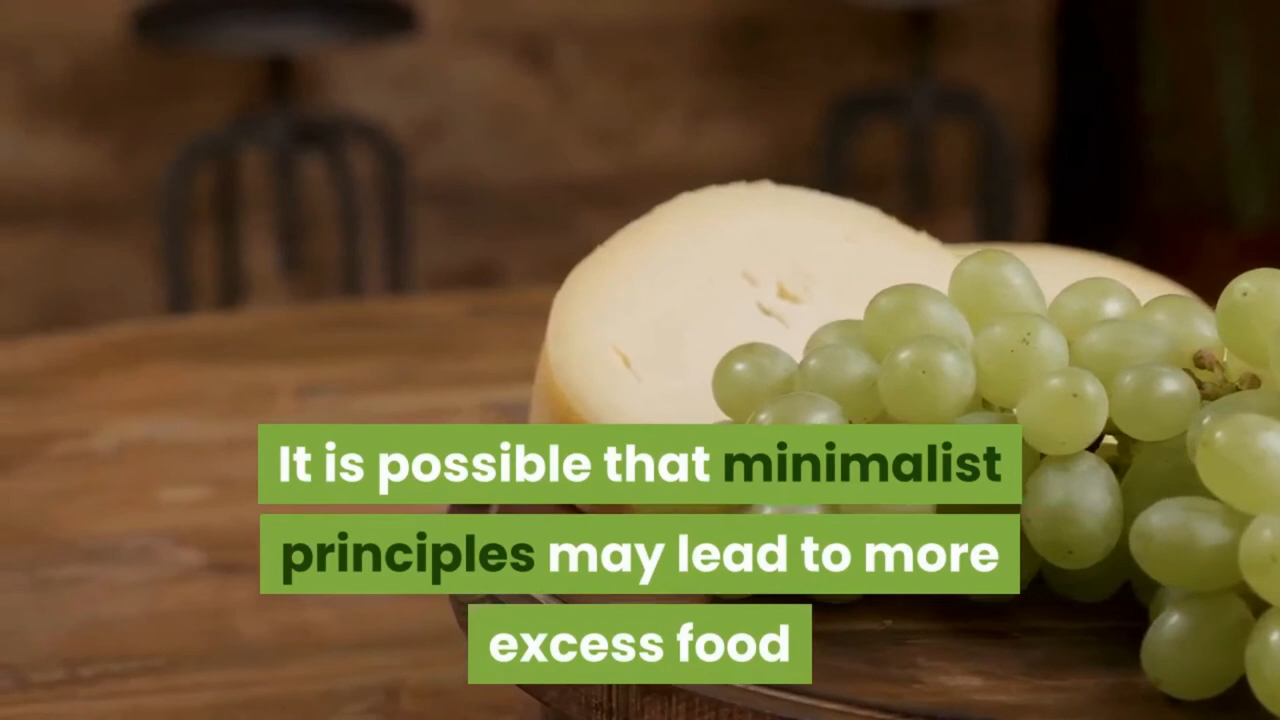 It is possible that minimalist
principles may lead to more
excess food